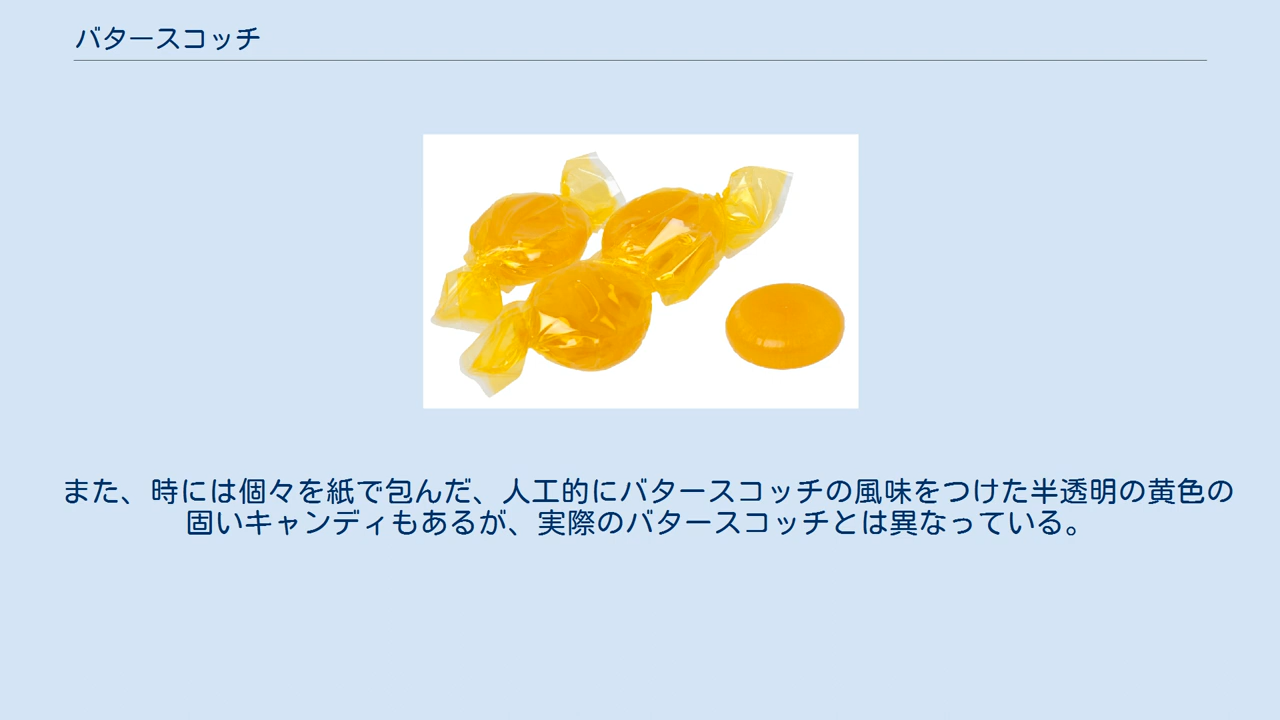 バタースコッチ
また、時には個々を紙で包んだ、人工的にバタースコッチの風味をつけた半透明の黄色の
固いキャンディもあるが、実際のバタースコッチとは異なっている。